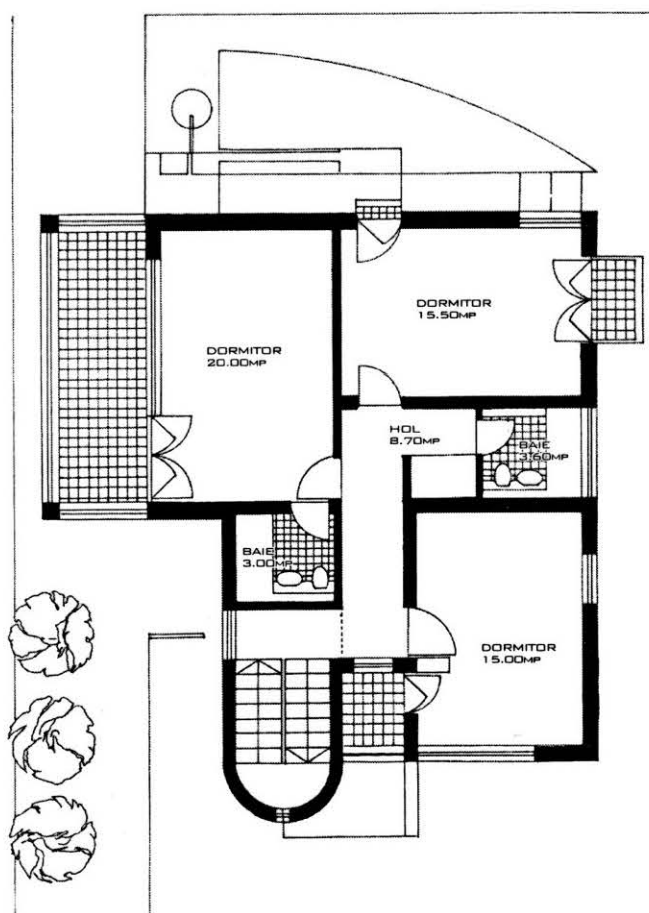 DORMITOR
15.50MP
DORMITOR
20.00MP
HOL
8.70MP
BAIE
3.60MP
BAIE
3.00MP
DORMITOR
15.00MP